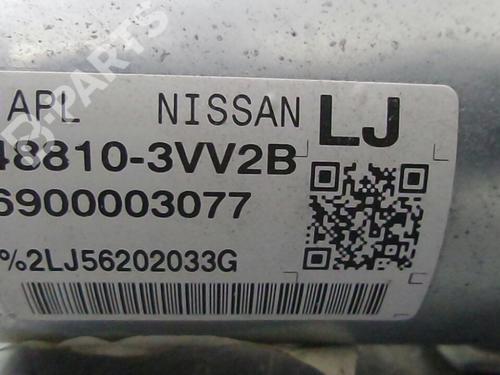 APL NISSAN LJ
48810-3VV2B
6900003077
%2LJ56202033G